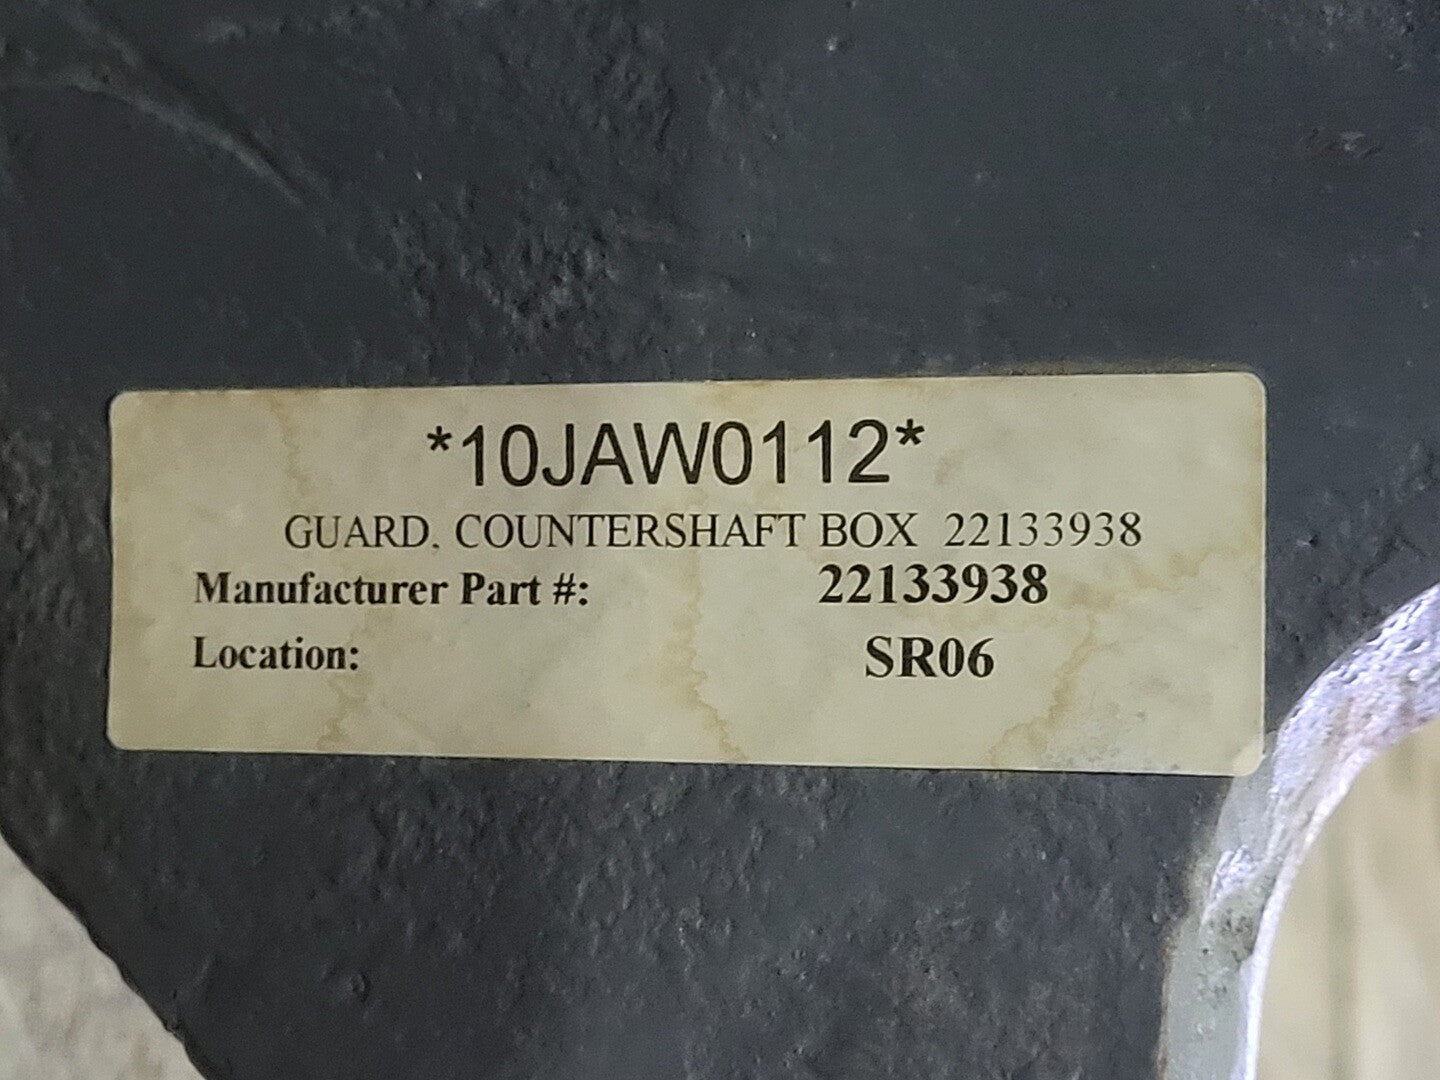 *10JAW0112*
GUARD, COUNTERSHAFT BOX 22133938
Manufacturer Part #: 22133938
Location: SR06